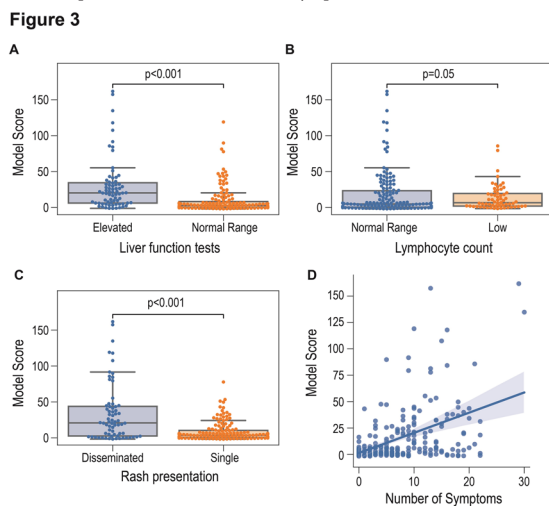 Figure 3
A
p<0.001
Model Score
150
100
50
0
Elevated
Normal Range
Liver function tests
B
p=0.05
Model Score
150
100
50
0
Normal Range
Low
Lymphocyte count
C
p<0.001
Model Score
150
100
50
0
Disseminated
Single
Rash presentation
D
Model Score
150
125
100
75
50
25
0
0
10
20
30
Number of Symptoms